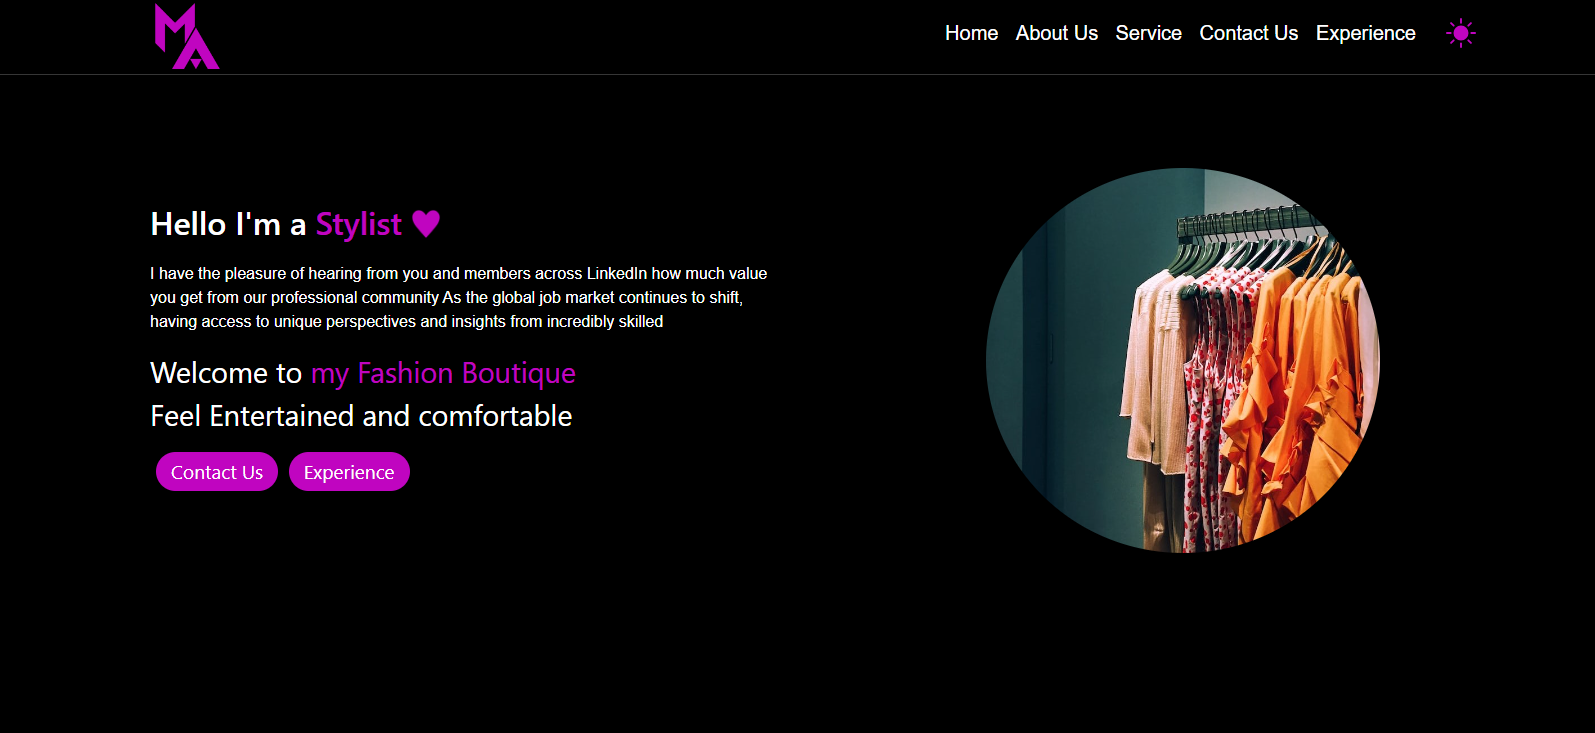 MA
Home About Us Service Contact Us Experience
Hello I'm a Stylist ♥
I have the pleasure of hearing from you and members across LinkedIn how much value
you get from our professional community As the global job market continues to shift,
having access to unique perspectives and insights from incredibly skilled
Welcome to my Fashion Boutique
Feel Entertained and comfortable
Contact Us Experience